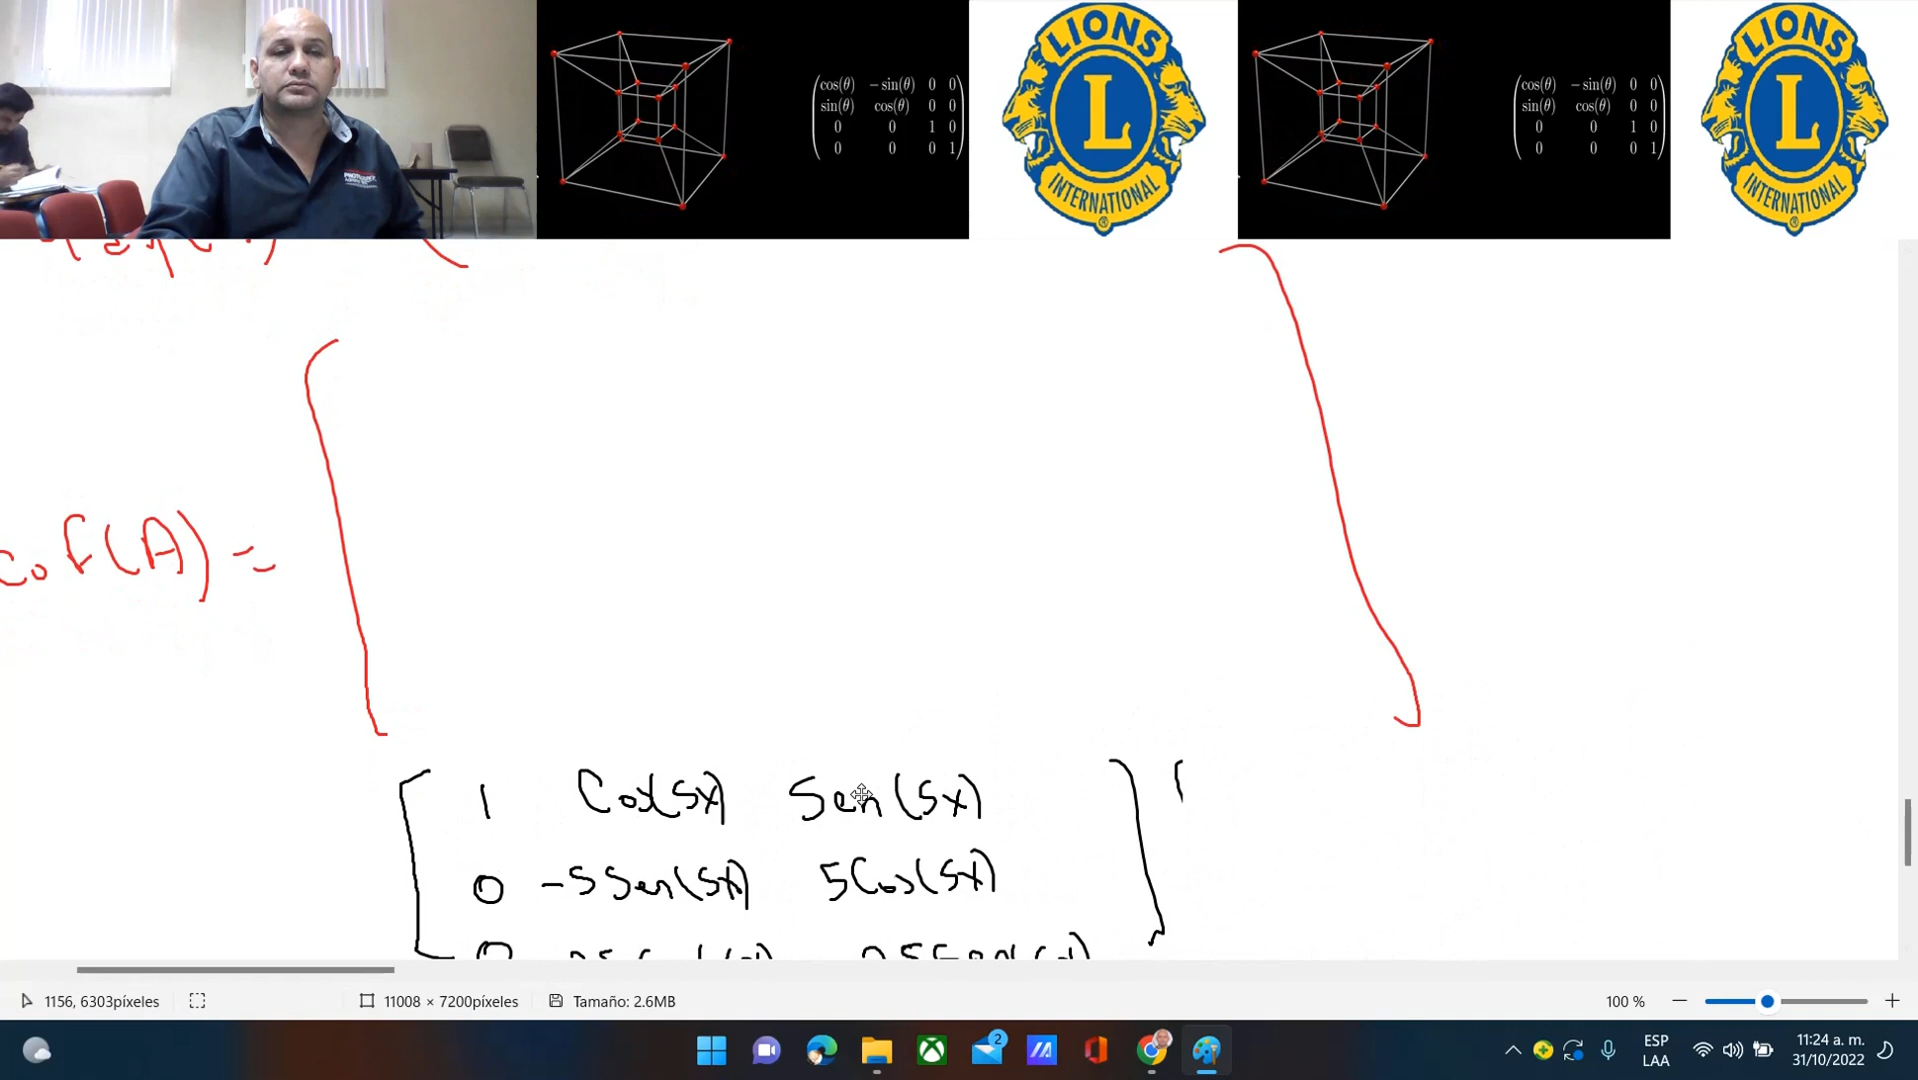 LIONS
L
INTERNATIONAL
®
LIONS
L
INTERNATIONAL
®
cos(θ) −sin(θ) 0 0
sin(θ) cos(θ) 0 0
0 0 1 0
0 0 0 1
cos(θ) −sin(θ) 0 0
sin(θ) cos(θ) 0 0
0 0 1 0
0 0 0 1
Cof(A)=
1 Cos(5x) Sen(5x)
0 -5Sen(5x) 5Cos(5x)
1156, 6303píxeles
11008 × 7200píxeles
Tamaño: 2.6MB
100 %
2
ESP
LAA
11:24 a. m.
31/10/2022